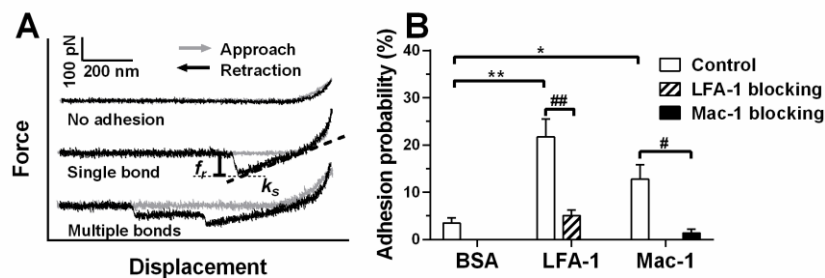 A
100 pN
200 nm
Approach
Retraction
No adhesion
Single bond
f_r
k_s
Multiple bonds
Force
Displacement
B
Adhesion probability (%)
40
30
20
10
0
*
**
##
#
Control
LFA-1 blocking
Mac-1 blocking
BSA
LFA-1
Mac-1